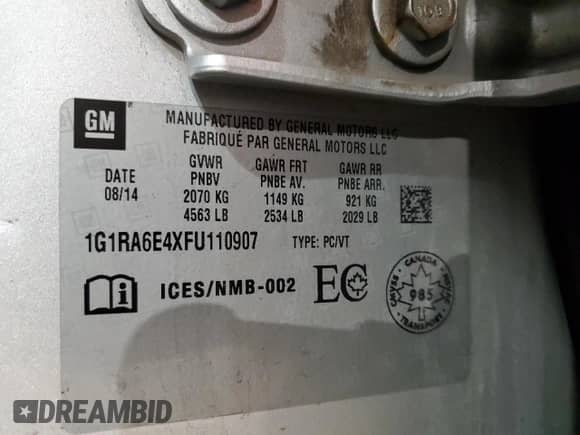 GM
MANUFACTURED BY GENERAL MOTORS LLC
FABRIQUÉ PAR GENERAL MOTORS LLC
DATE GVWR GAWR FRT GAWR RR
PNBV PNBE AV. PNBE ARR.
08/14 2070 KG 1149 KG 921 KG
4563 LB 2534 LB 2029 LB
1G1RA6E4XFU110907 TYPE: PC/VT
i ICES/NMB-002 EC
CANADA
CMVSS 985 NSVAC
TRANSPORT
DREAMBID